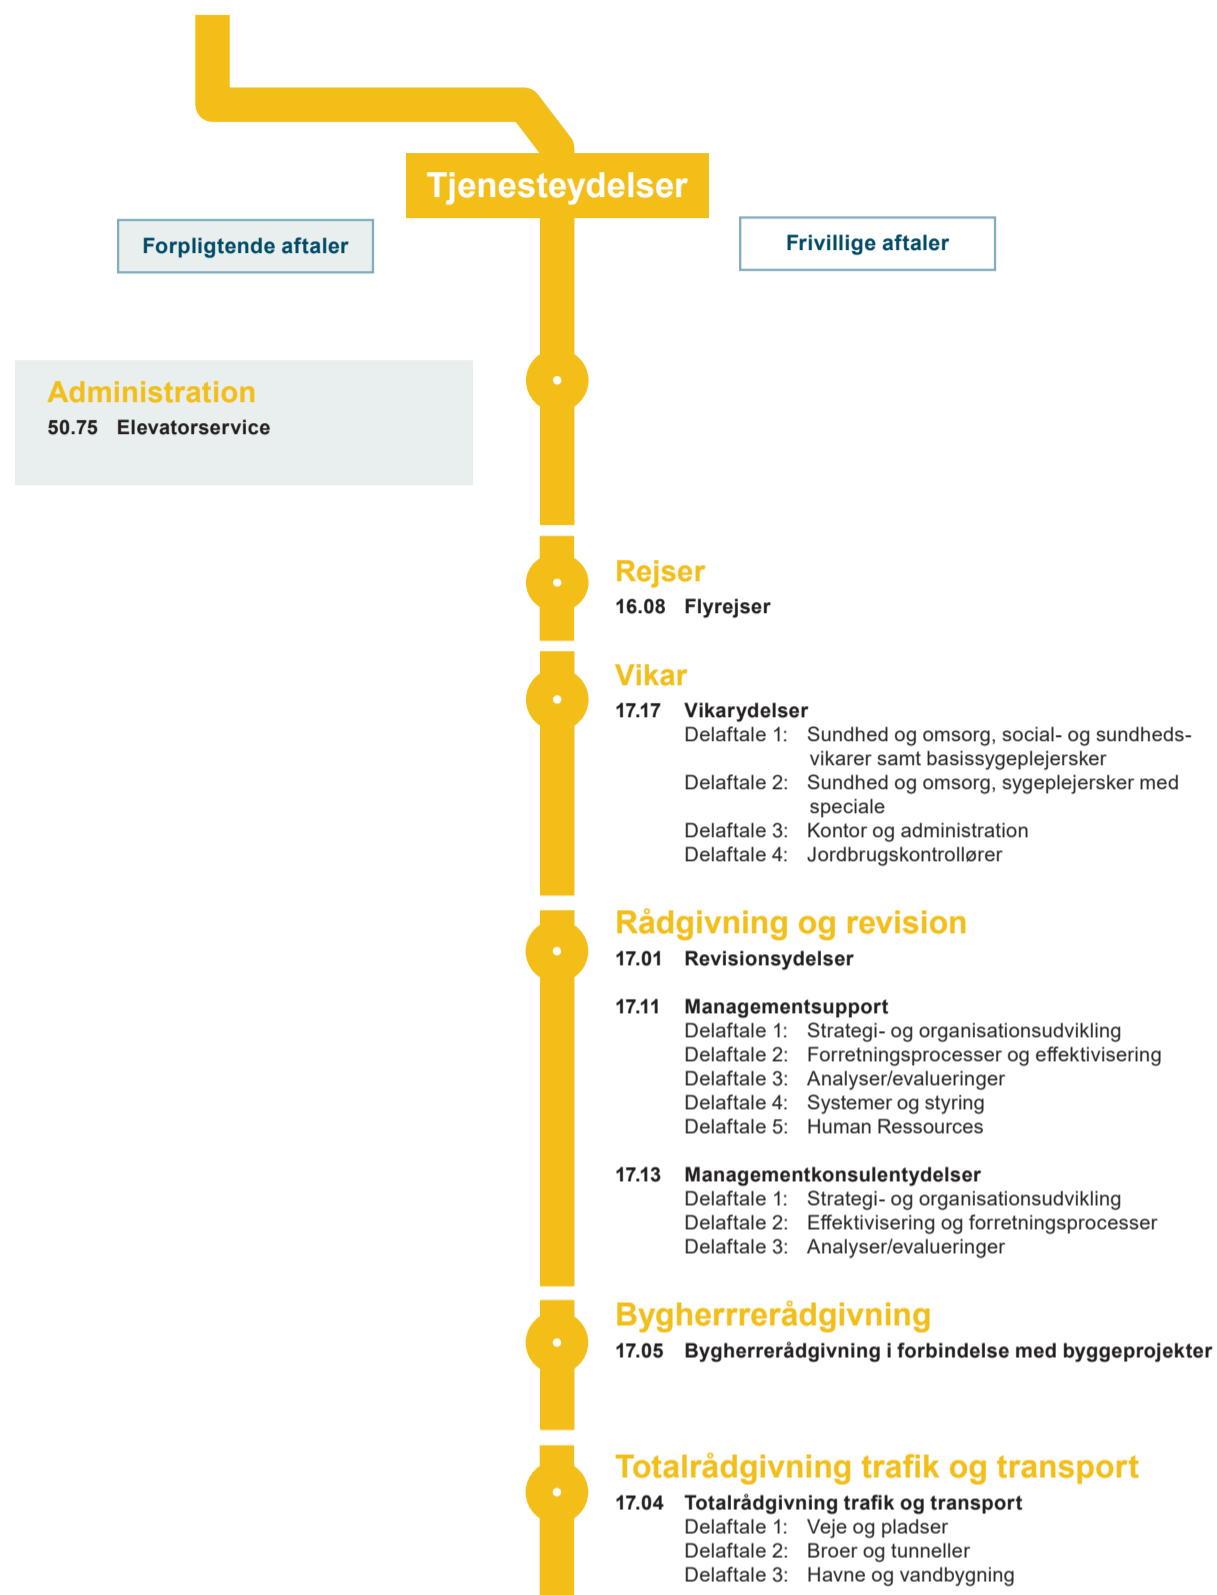 Tjenesteydelser
Forpligtende aftaler
Frivillige aftaler
Administration
50.75 Elevatorservice
Rejser
16.08 Flyrejser
Vikar
17.17 Vikarydelser
Delaftale 1: Sundhed og omsorg, social- og sundheds-
vikarer samt basissygeplejersker
Delaftale 2: Sundhed og omsorg, sygeplejersker med
speciale
Delaftale 3: Kontor og administration
Delaftale 4: Jordbrugskontrollører
Rådgivning og revision
17.01 Revisionsydelser
17.11 Managementsupport
Delaftale 1: Strategi- og organisationsudvikling
Delaftale 2: Forretningsprocesser og effektivisering
Delaftale 3: Analyser/evalueringer
Delaftale 4: Systemer og styring
Delaftale 5: Human Ressources
17.13 Managementkonsulentydelser
Delaftale 1: Strategi- og organisationsudvikling
Delaftale 2: Effektivisering og forretningsprocesser
Delaftale 3: Analyser/evalueringer
Bygherrrerådgivning
17.05 Bygherrerådgivning i forbindelse med byggeprojekter
Totalrådgivning trafik og transport
17.04 Totalrådgivning trafik og transport
Delaftale 1: Veje og pladser
Delaftale 2: Broer og tunneller
Delaftale 3: Havne og vandbygning